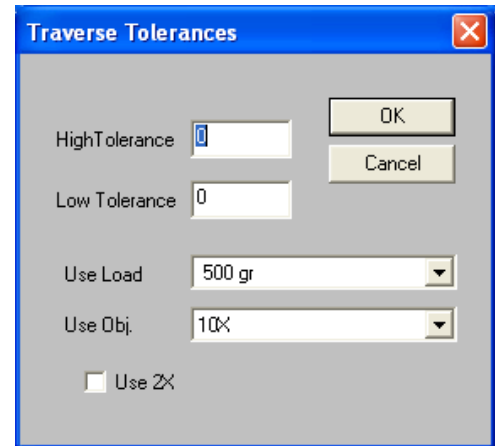 Traverse Tolerances
OK
HighTolerance 0
Cancel
Low Tolerance 0
Use Load 500 gr
Use Obj. 10X
Use 2X